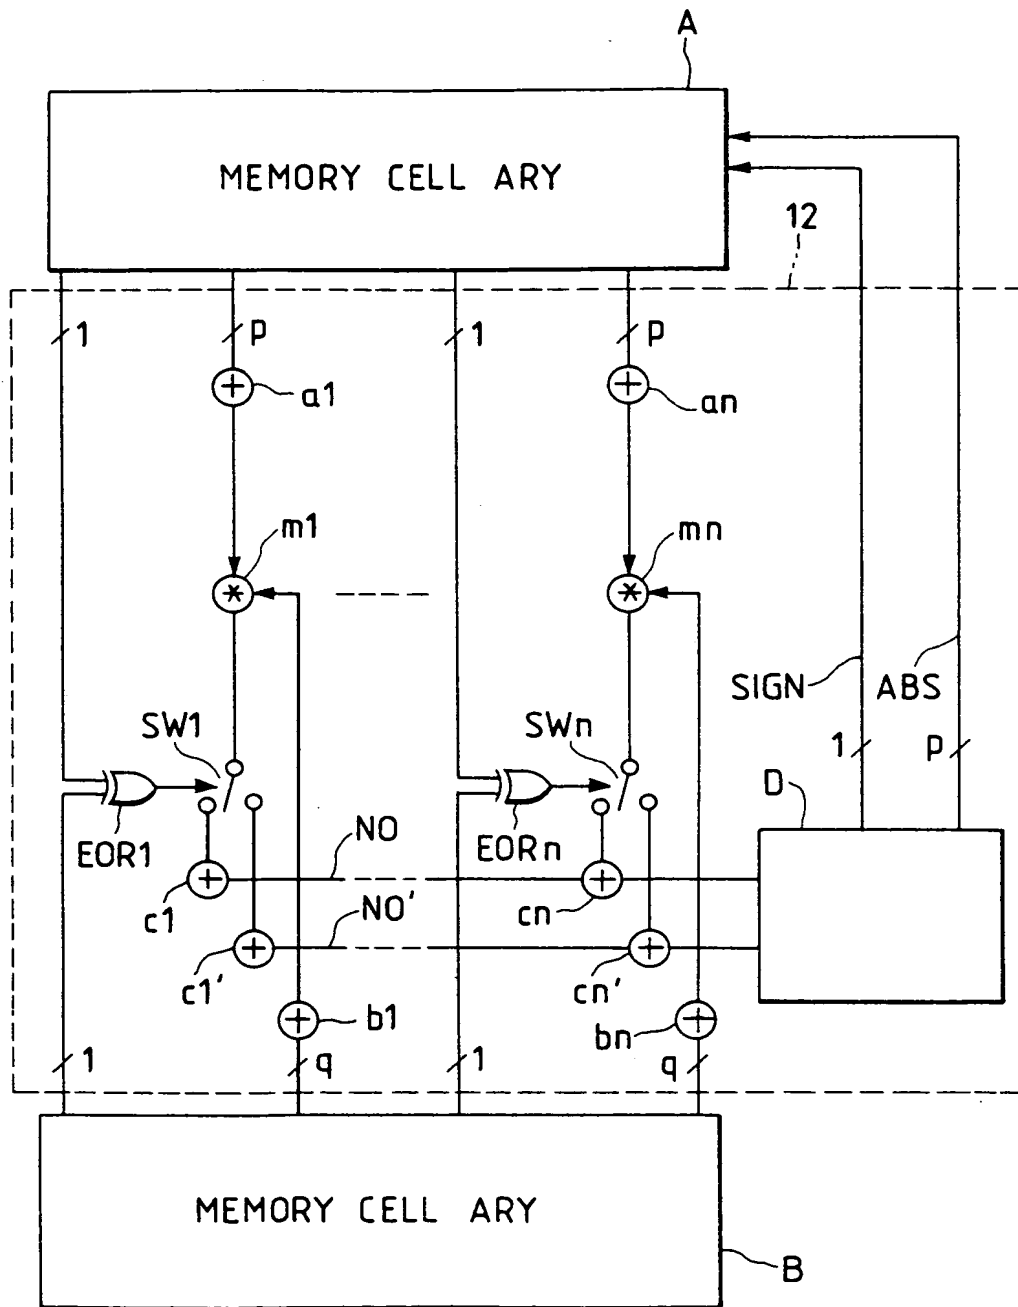 A
MEMORY CELL ARY
12
1
p
1
p
a1
an
m1
mn
*
*
SIGN
ABS
SW1
SWn
1
p
D
EOR1
EORn
NO
c1
cn
NO'
c1'
cn'
b1
bn
1
q
1
q
MEMORY CELL ARY
B